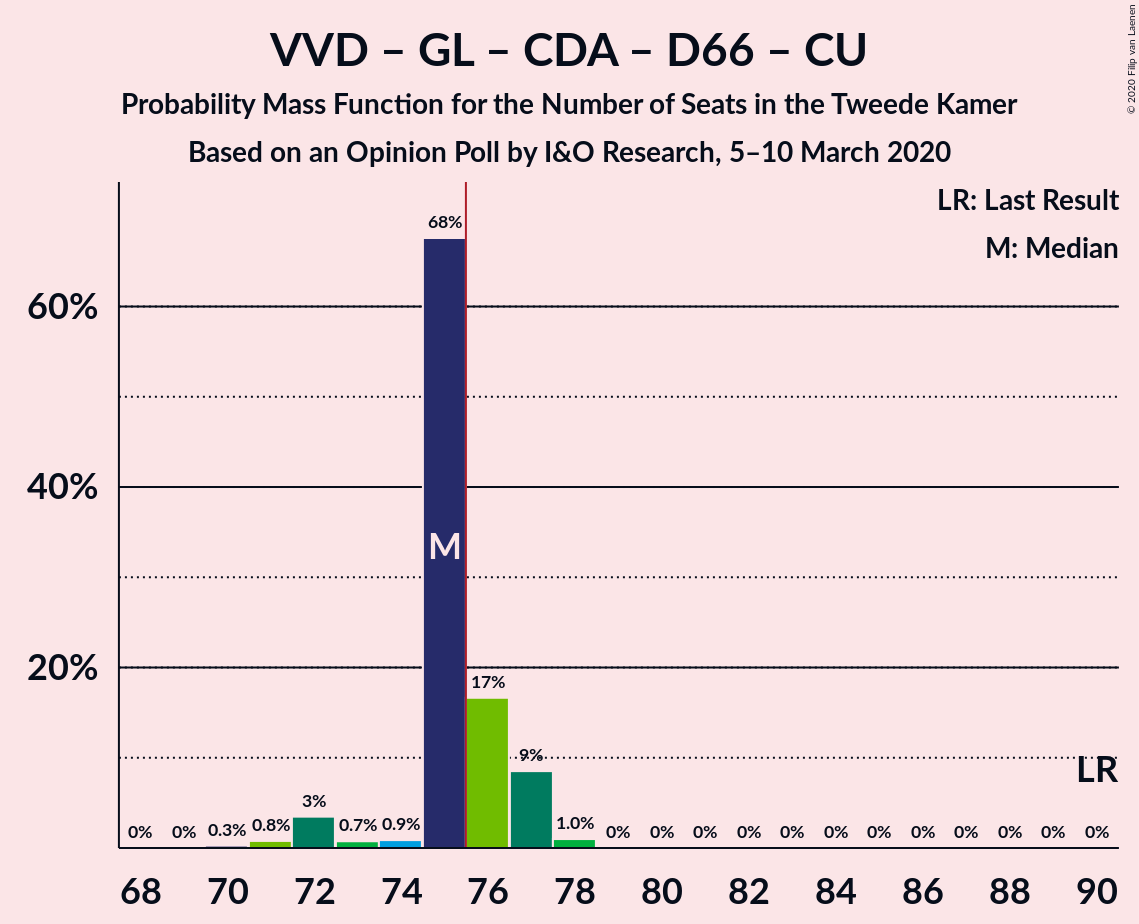 VVD – GL – CDA – D66 – CU
Probability Mass Function for the Number of Seats in the Tweede Kamer
Based on an Opinion Poll by I&O Research, 5–10 March 2020
© 2020 Filip van Laenen
LR: Last Result
M: Median
60%
40%
20%
0% 0% 0.3% 0.8% 3% 0.7% 0.9% 68% 17% 9% 1.0% 0% 0% 0% 0% 0% 0% 0% 0% 0% 0% 0% 0%
M
LR
68 70 72 74 76 78 80 82 84 86 88 90